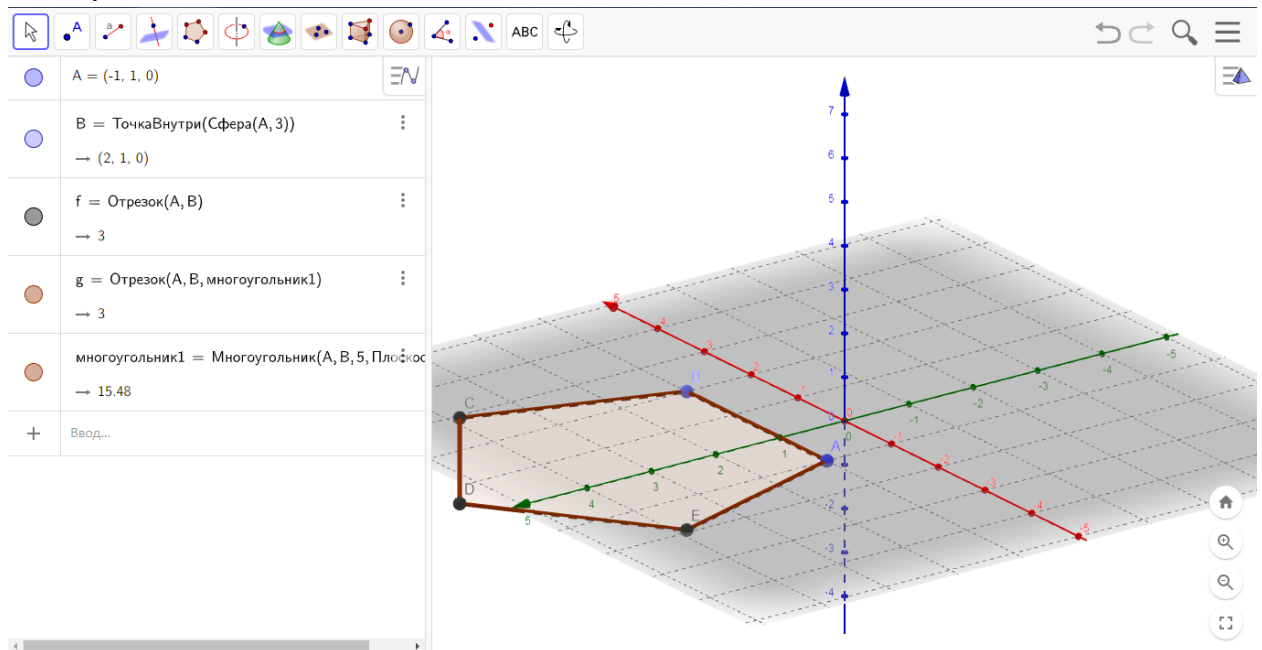 ABC
A = (-1, 1, 0)
B = ТочкаВнутри(Сфера(A, 3))
→ (2, 1, 0)
f = Отрезок(A, B)
→ 3
g = Отрезок(A, B, многоугольник1)
→ 3
многоугольник1 = Многоугольник(A, B, 5, Плоскос
→ 15.48
Ввод...
7
6
5
4
3
2
1
0
-2
-3
-4
5
4
3
2
1
0
-1
-2
-3
-4
-5
-5
-4
-3
-2
-1
0
1
2
3
4
5
A
B
C
D
E